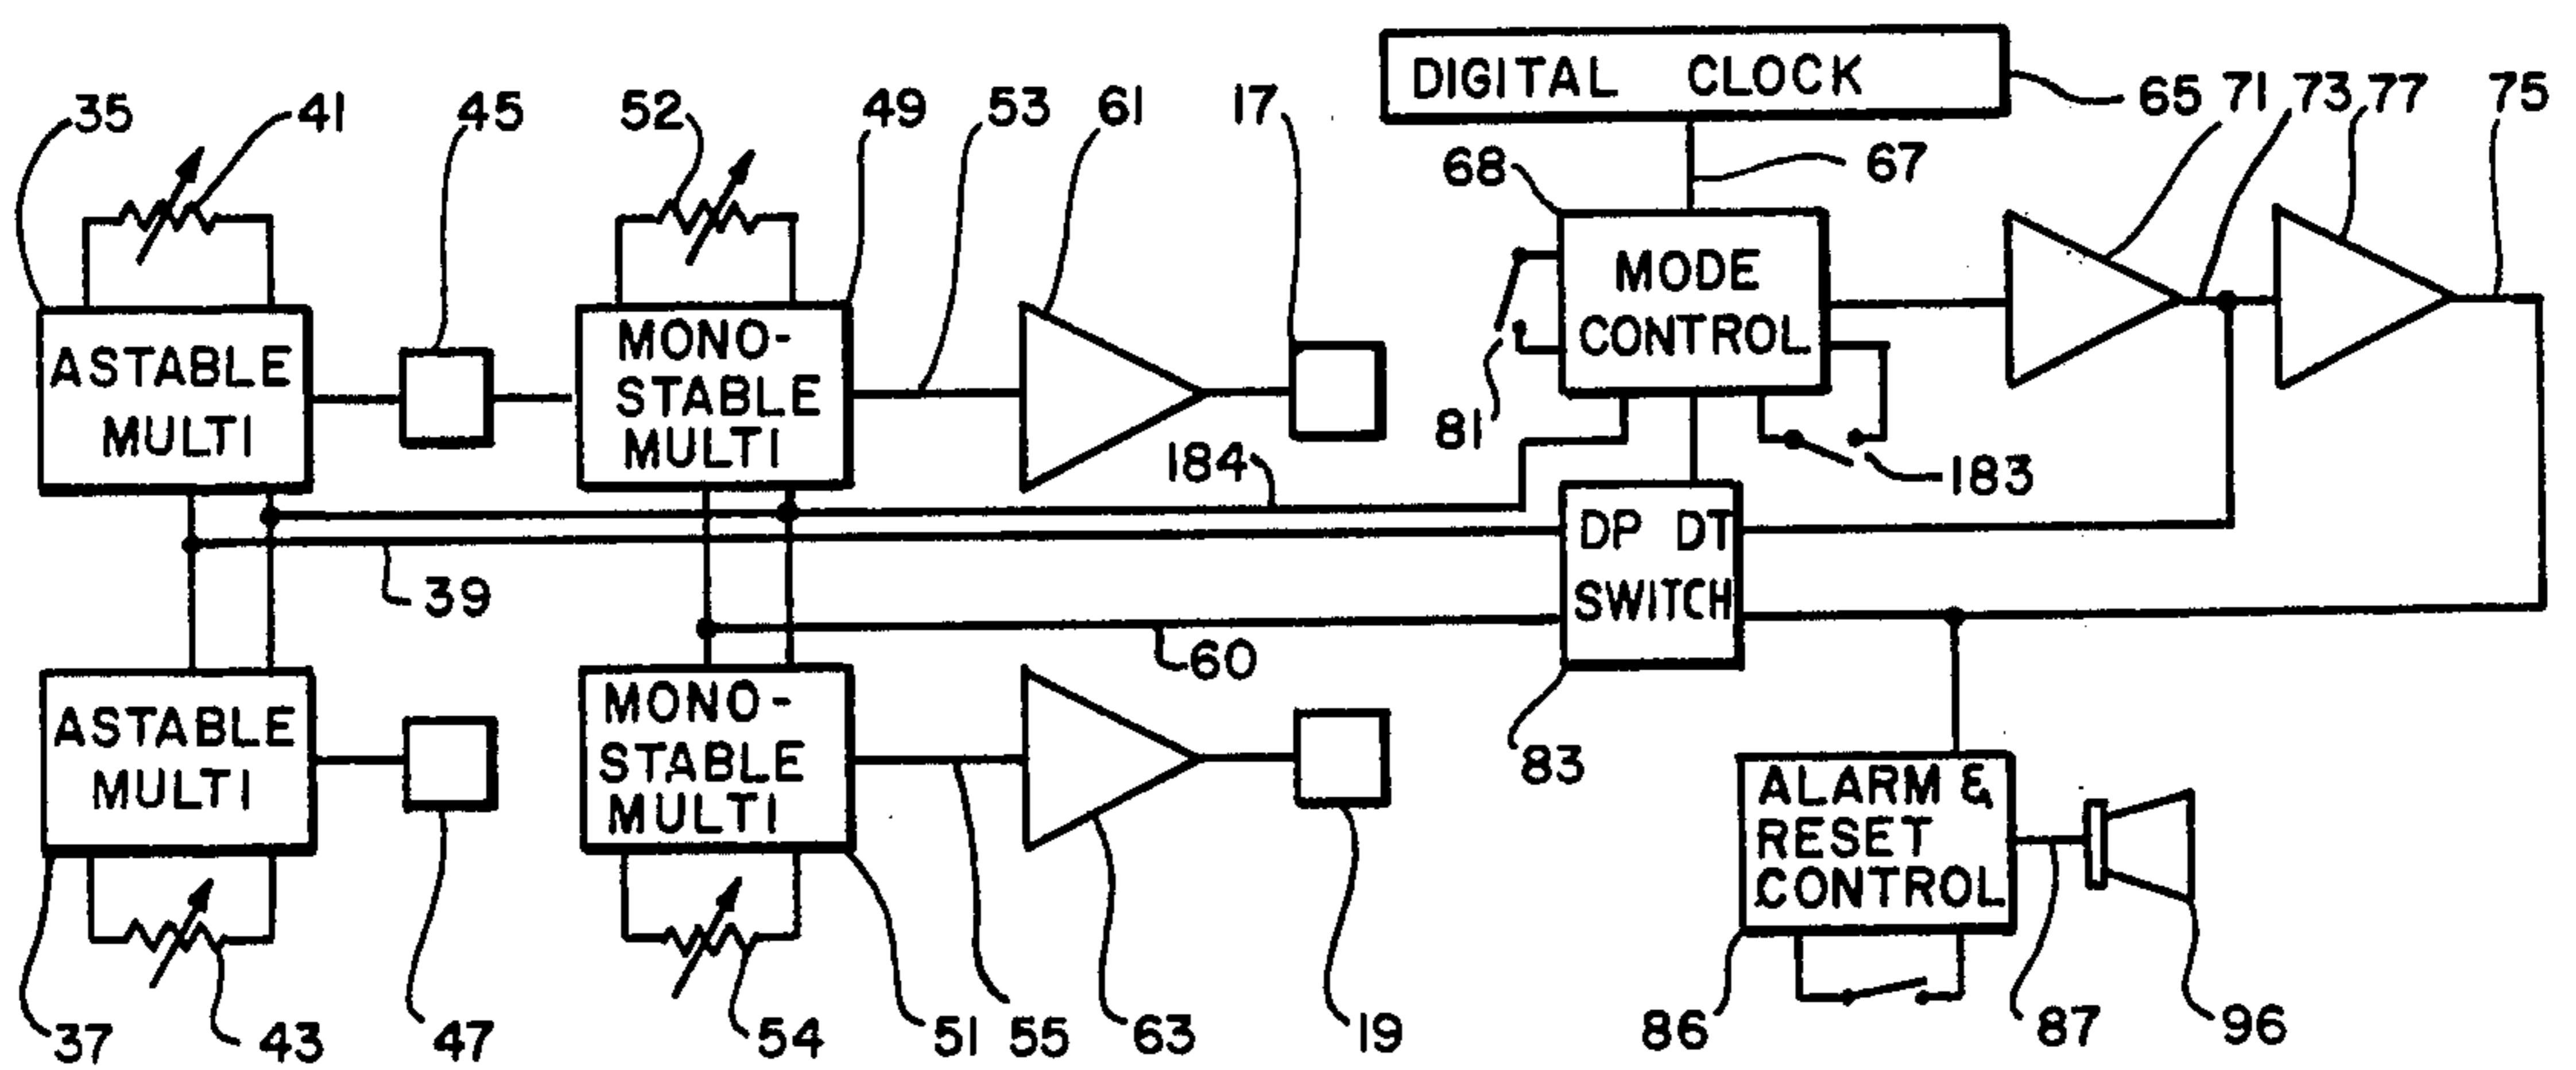 DIGITAL CLOCK
35
41
45
52
49
53
61
17
65
71
73
77
75
68
67
MODE
CONTROL
ASTABLE
MULTI
MONO-
STABLE
MULTI
81
184
183
DP DT
SWITCH
39
60
ASTABLE
MULTI
MONO-
STABLE
MULTI
83
ALARM &
RESET
CONTROL
37
43
47
54
51
55
63
19
86
87
96